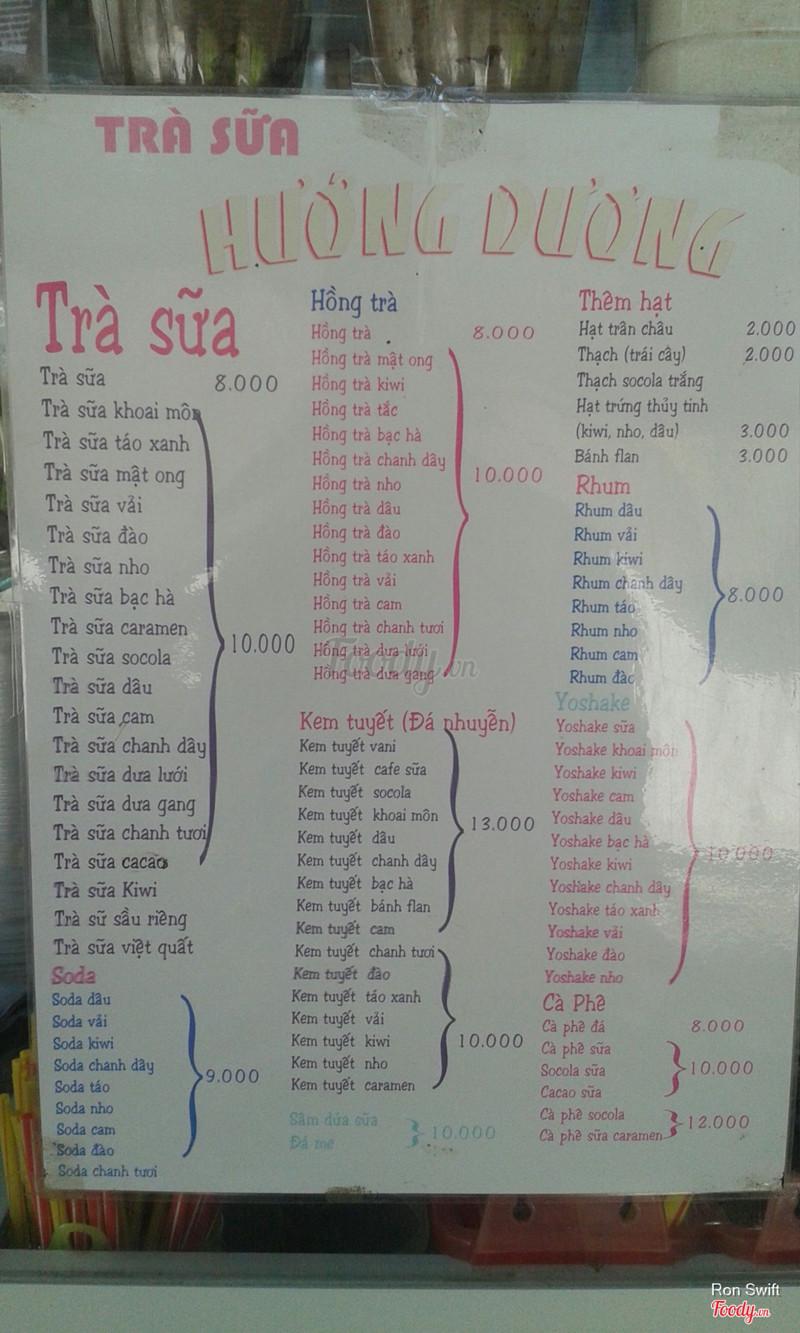 TRÀ SỮA
HƯỚNG DƯƠNG
Trà sữa
Trà sữa 8.000
Trà sữa khoai môn
Trà sữa táo xanh
Trà sữa mật ong
Trà sữa vải
Trà sữa đào
Trà sữa nho
Trà sữa bạc hà
Trà sữa caramen
Trà sữa socola
Trà sữa dâu
Trà sữa cam
Trà sữa chanh dây
Trà sữa dưa lưới
Trà sữa dưa gang
Trà sữa chanh tươi
Trà sữa cacao
10.000
Trà sữa Kiwi
Trà sữ sầu riêng
Trà sữa việt quất
Soda
Soda dâu
Soda vải
Soda kiwi
Soda chanh dây
Soda táo
Soda nho
Soda cam
Soda đào
9.000
Soda chanh tươi
Hồng trà
Hồng trà 8.000
Hồng trà mật ong
Hồng trà kiwi
Hồng trà tắc
Hồng trà bạc hà
Hồng trà chanh dây
Hồng trà nho
Hồng trà dâu
Hồng trà đào
Hồng trà táo xanh
Hồng trà vải
Hồng trà cam
Hồng trà chanh tươi
Hồng trà dưa lưới
Hồng trà dưa gang
10.000
Foody.vn
Kem tuyết (Đá nhuyễn)
Kem tuyết vani
Kem tuyết cafe sữa
Kem tuyết socola
Kem tuyết khoai môn
Kem tuyết dâu
Kem tuyết chanh dây
Kem tuyết bạc hà
Kem tuyết bánh flan
Kem tuyết cam
13.000
Kem tuyết chanh tươi
Kem tuyết đào
Kem tuyết táo xanh
Kem tuyết vải
Kem tuyết kiwi
Kem tuyết nho
Kem tuyết caramen
10.000
Sâm dứa sữa
Đá me
10.000
Thêm hạt
Hạt trân châu 2.000
Thạch (trái cây) 2.000
Thạch socola trắng
Hạt trứng thủy tinh
(kiwi, nho, dâu) 3.000
Bánh flan 3.000
Rhum
Rhum dâu
Rhum vải
Rhum kiwi
Rhum chanh dây
Rhum táo
Rhum nho
Rhum cam
Rhum đào
8.000
Yoshake
Yoshake sữa
Yoshake khoai môn
Yoshake kiwi
Yoshake cam
Yoshake dâu
Yoshake bạc hà
Yoshake kiwi
Yoshake chanh dây
Yoshake táo xanh
Yoshake vải
Yoshake đào
Yoshake nho
10.000
Cà Phê
Cà phê đá 8.000
Cà phê sữa
Socola sữa
Cacao sữa
10.000
Cà phê socola
Cà phê sữa caramen
12.000
Ron Swift
Foody.vn